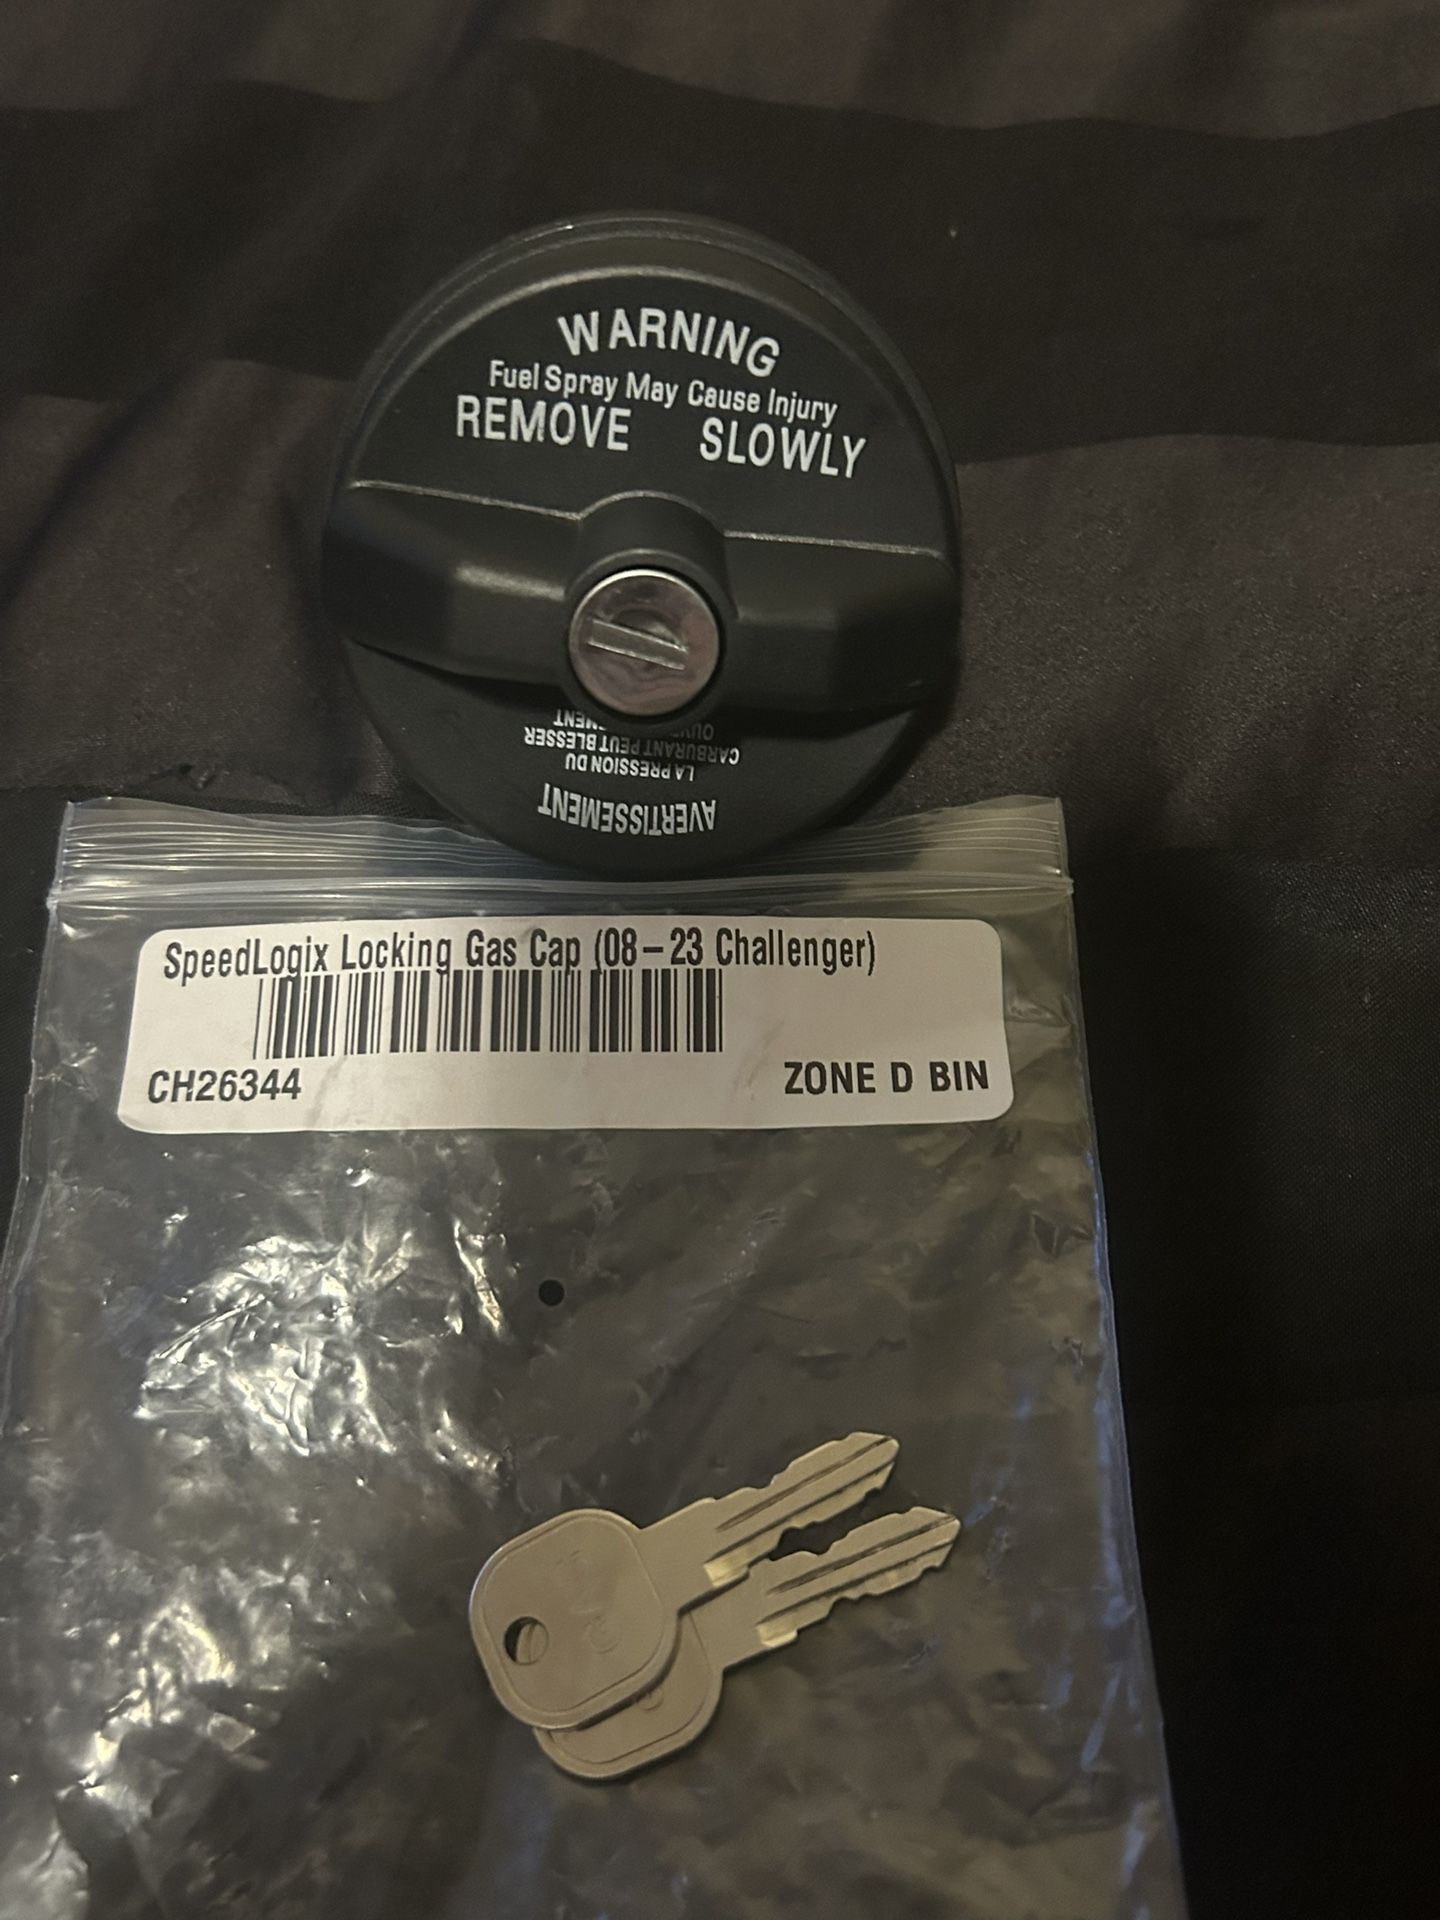 WARNING
Fuel Spray May Cause Injury
REMOVE SLOWLY
AVERTISSEMENT
LA PRESSION DU
CARBURANT PEUT BLESSER
SpeedLogix Locking Gas Cap (08-23 Challenger)
CH26344 ZONE D BIN